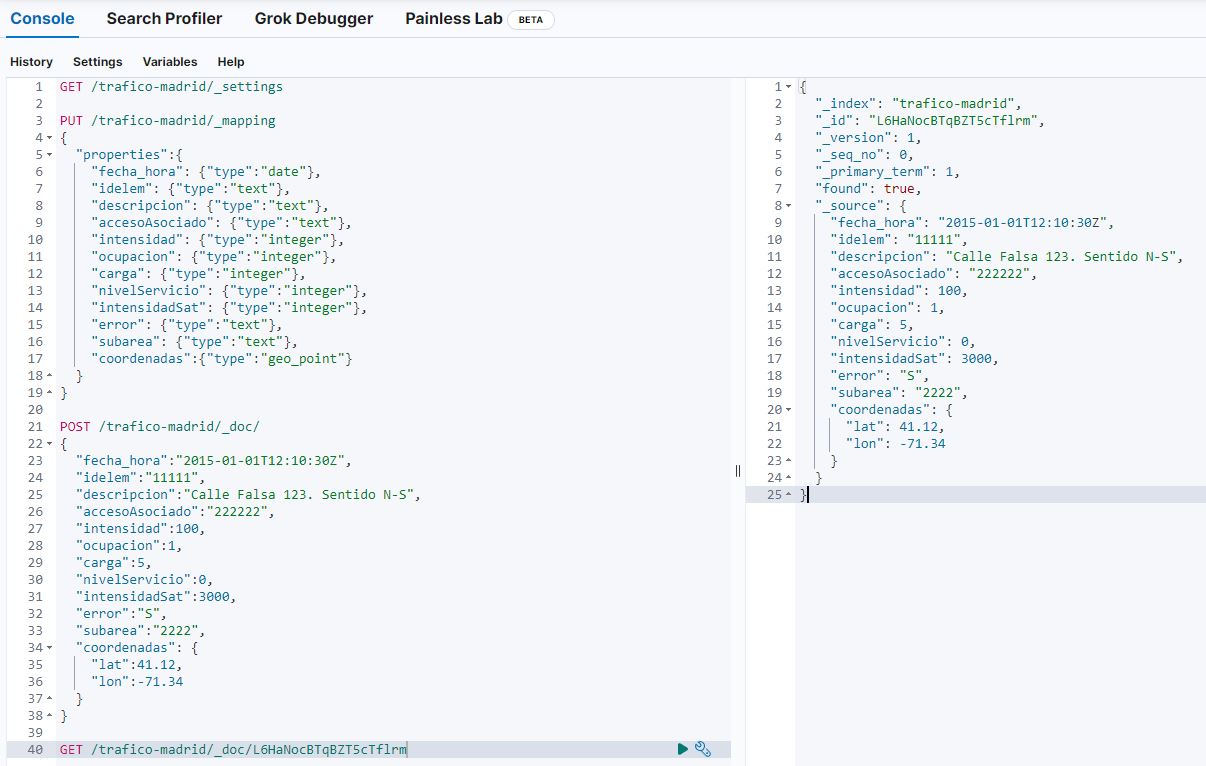 Console Search Profiler Grok Debugger Painless Lab BETA
History Settings Variables Help
1 GET /trafico-madrid/_settings
2
3 PUT /trafico-madrid/_mapping
4 {
5 "properties":{
6 "fecha_hora": {"type":"date"},
7 "idelem": {"type":"text"},
8 "descripcion": {"type":"text"},
9 "accesoAsociado": {"type":"text"},
10 "intensidad": {"type":"integer"},
11 "ocupacion": {"type":"integer"},
12 "carga": {"type":"integer"},
13 "nivelServicio": {"type":"integer"},
14 "intensidadSat": {"type":"integer"},
15 "error": {"type":"text"},
16 "subarea": {"type":"text"},
17 "coordenadas":{"type":"geo_point"}
18 }
19 }
20
21 POST /trafico-madrid/_doc/
22 {
23 "fecha_hora":"2015-01-01T12:10:30Z",
24 "idelem":"11111",
25 "descripcion":"Calle Falsa 123. Sentido N-S",
26 "accesoAsociado":"222222",
27 "intensidad":100,
28 "ocupacion":1,
29 "carga":5,
30 "nivelServicio":0,
31 "intensidadSat":3000,
32 "error":"S",
33 "subarea":"2222",
34 "coordenadas": {
35 "lat":41.12,
36 "lon":-71.34
37 }
38 }
39
40 GET /trafico-madrid/_doc/L6HaNocBTqBZT5cTflrm
1 {
2 "_index": "trafico-madrid",
3 "_id": "L6HaNocBTqBZT5cTflrm",
4 "_version": 1,
5 "_seq_no": 0,
6 "_primary_term": 1,
7 "found": true,
8 "_source": {
9 "fecha_hora": "2015-01-01T12:10:30Z",
10 "idelem": "11111",
11 "descripcion": "Calle Falsa 123. Sentido N-S",
12 "accesoAsociado": "222222",
13 "intensidad": 100,
14 "ocupacion": 1,
15 "carga": 5,
16 "nivelServicio": 0,
17 "intensidadSat": 3000,
18 "error": "S",
19 "subarea": "2222",
20 "coordenadas": {
21 "lat": 41.12,
22 "lon": -71.34
23 }
24 }
25 }